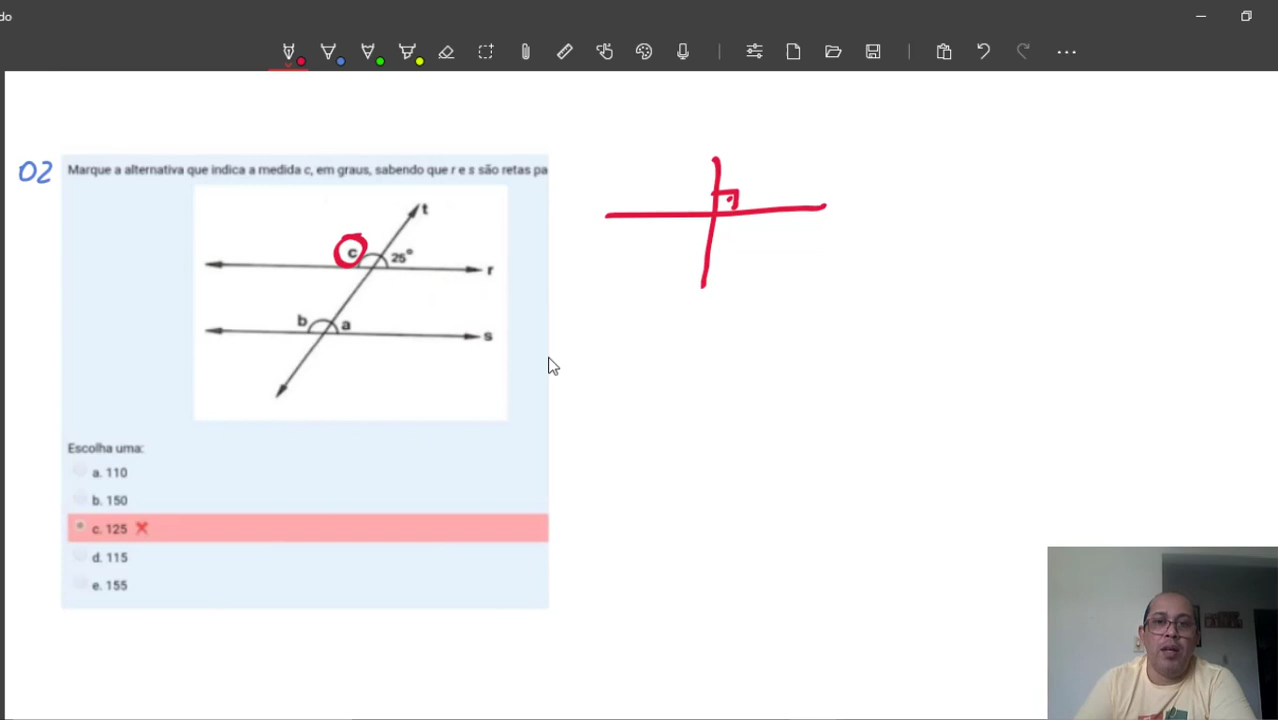 do
02
Marque a alternativa que indica a medida c, em graus, sabendo que r e s são retas pa
t
c
25°
r
b
a
s
Escolha uma:
a. 110
b. 150
c. 125
d. 115
e. 155